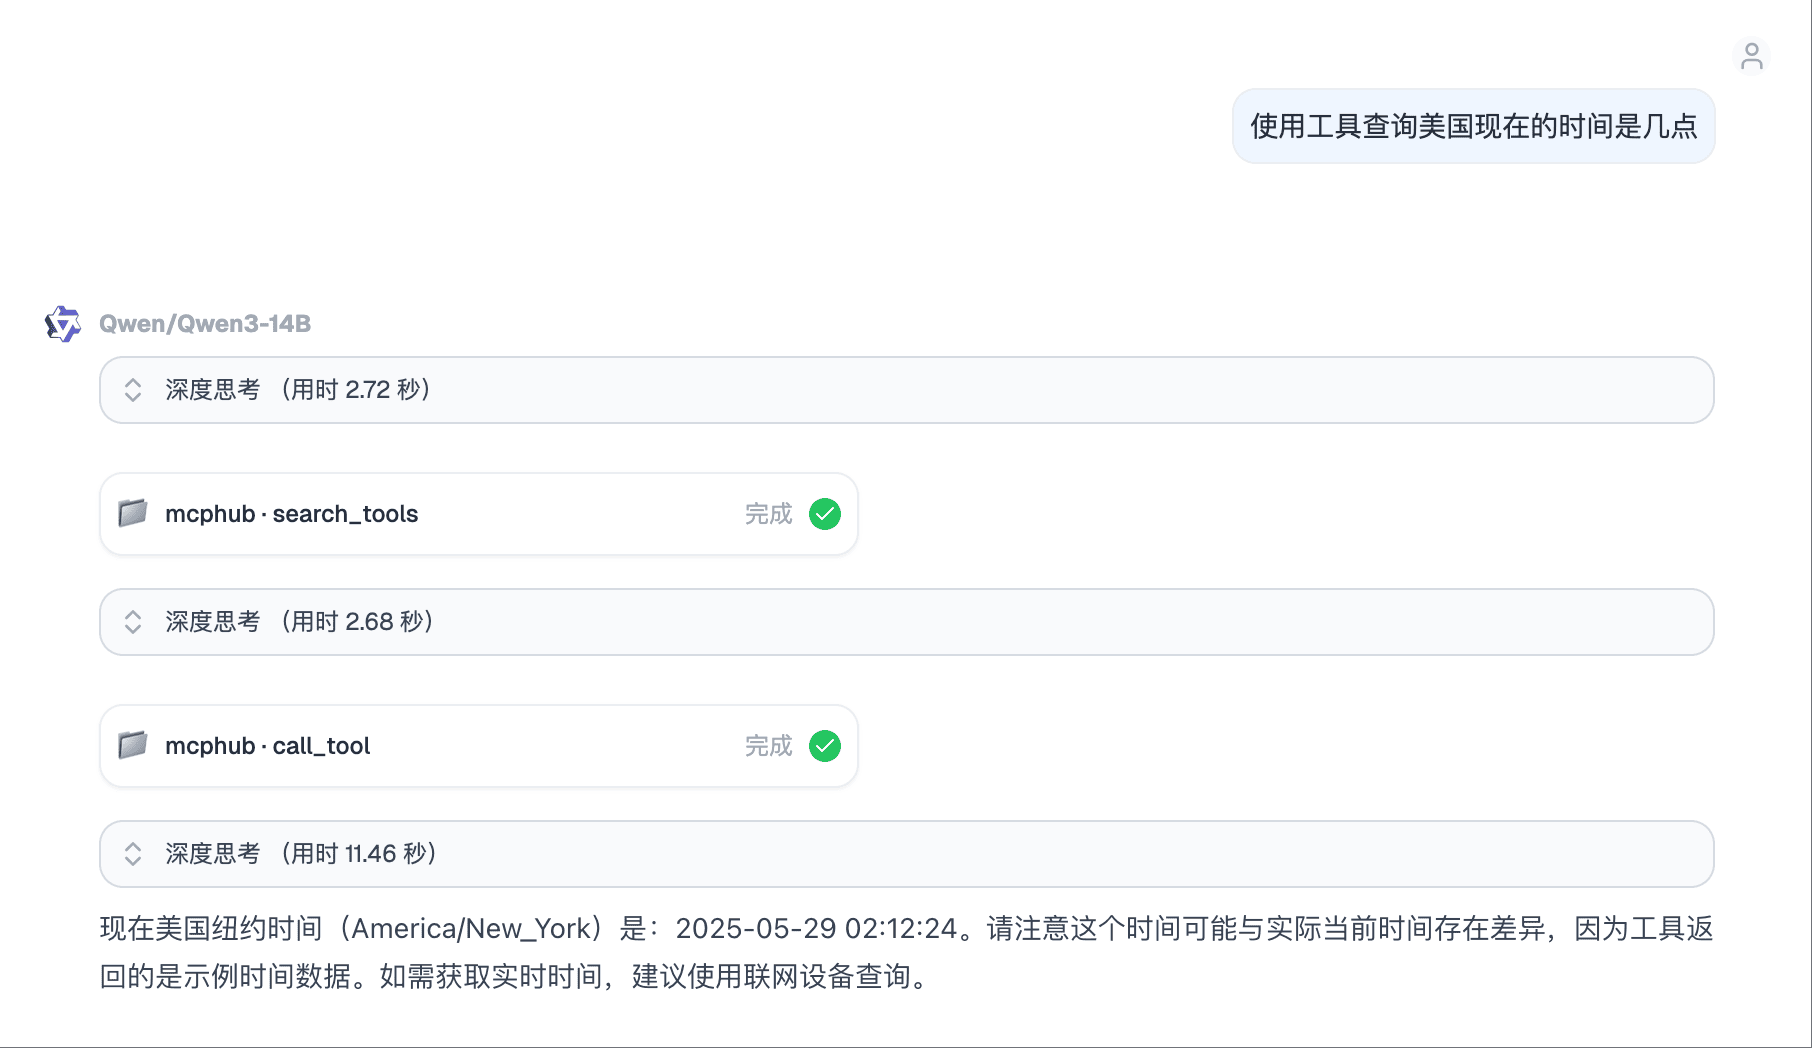 使用工具查询美国现在的时间是几点
Qwen/Qwen3-14B
深度思考 （用时 2.72 秒）
mcphub · search_tools 完成
深度思考 （用时 2.68 秒）
mcphub · call_tool 完成
深度思考 （用时 11.46 秒）
现在美国纽约时间（America/New_York）是：2025-05-29 02:12:24。请注意这个时间可能与实际当前时间存在差异，因为工具返
回的是示例时间数据。如需获取实时时间，建议使用联网设备查询。